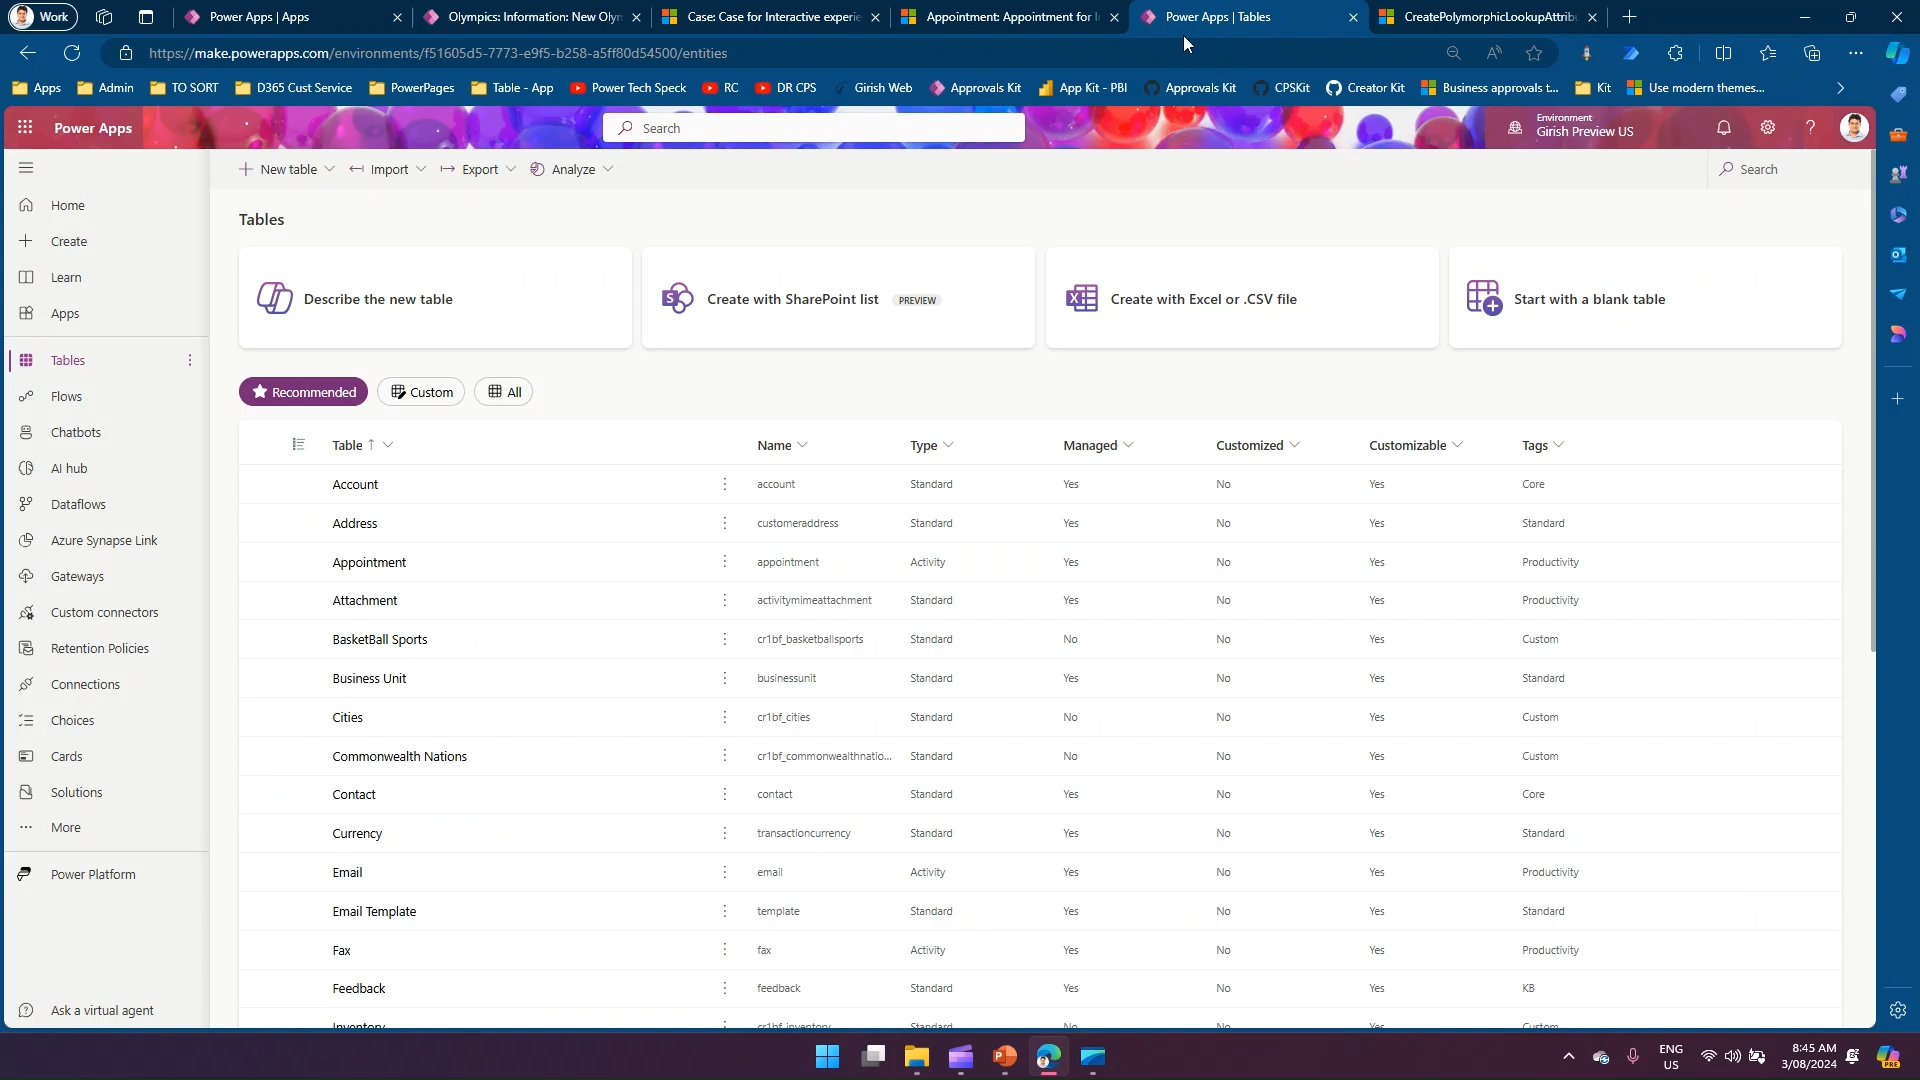 Work
Power Apps | Apps
Olympics: Information: New Olyn
Case: Case for Interactive experie
Appointment: Appointment for I
Power Apps | Tables
CreatePolymorphicLookupAttribu
https://make.powerapps.com/environments/f51605d5-7773-e9f5-b258-a5ff80d54500/entities
Apps
Admin
TO SORT
D365 Cust Service
PowerPages
Table - App
Power Tech Speck
RC
DR CPS
Girish Web
Approvals Kit
App Kit - PBI
Approvals Kit
CPSKit
Creator Kit
Business approvals t...
Kit
Use modern themes...
Power Apps
Search
Environment
Girish Preview US
New table
Import
Export
Analyze
Search
Home
Create
Learn
Apps
Tables
Flows
Chatbots
AI hub
Dataflows
Azure Synapse Link
Gateways
Custom connectors
Retention Policies
Connections
Choices
Cards
Solutions
More
Power Platform
Ask a virtual agent
Tables
Describe the new table
Create with SharePoint list PREVIEW
Create with Excel or .CSV file
Start with a blank table
Recommended
Custom
All
Table Name Type Managed Customized Customizable Tags
Account account Standard Yes No Yes Core
Address customeraddress Standard Yes No Yes Standard
Appointment appointment Activity Yes No Yes Productivity
Attachment activitymimeattachment Standard Yes No Yes Productivity
BasketBall Sports cr1bf_basketballsports Standard No No Yes Custom
Business Unit businessunit Standard Yes No Yes Standard
Cities cr1bf_cities Standard No No Yes Custom
Commonwealth Nations cr1bf_commonwealthnatio... Standard No No Yes Custom
Contact contact Standard Yes No Yes Core
Currency transactioncurrency Standard Yes No Yes Standard
Email email Activity Yes No Yes Productivity
Email Template template Standard Yes No Yes Standard
Fax fax Activity Yes No Yes Productivity
Feedback feedback Standard Yes No Yes KB
Inventory cr1bf_inventory Standard No No Yes Custom
ENG
US
8:45 AM
3/08/2024
PRE